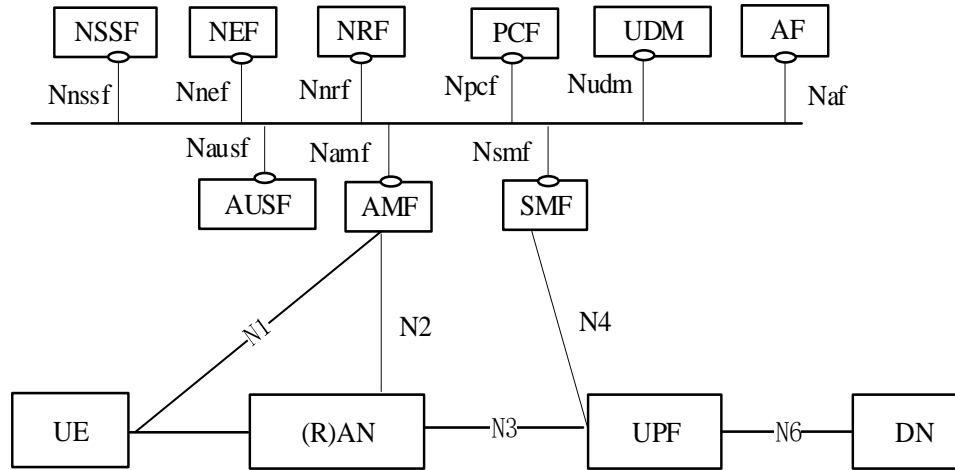 NSSF NEF NRF PCF UDM AF
Nnssf Nnef Nnrf Npcf Nudm Naf
Nausf Namf Nsmf
AUSF AMF SMF
N1 N2 N4
UE (R)AN N3 UPF N6 DN